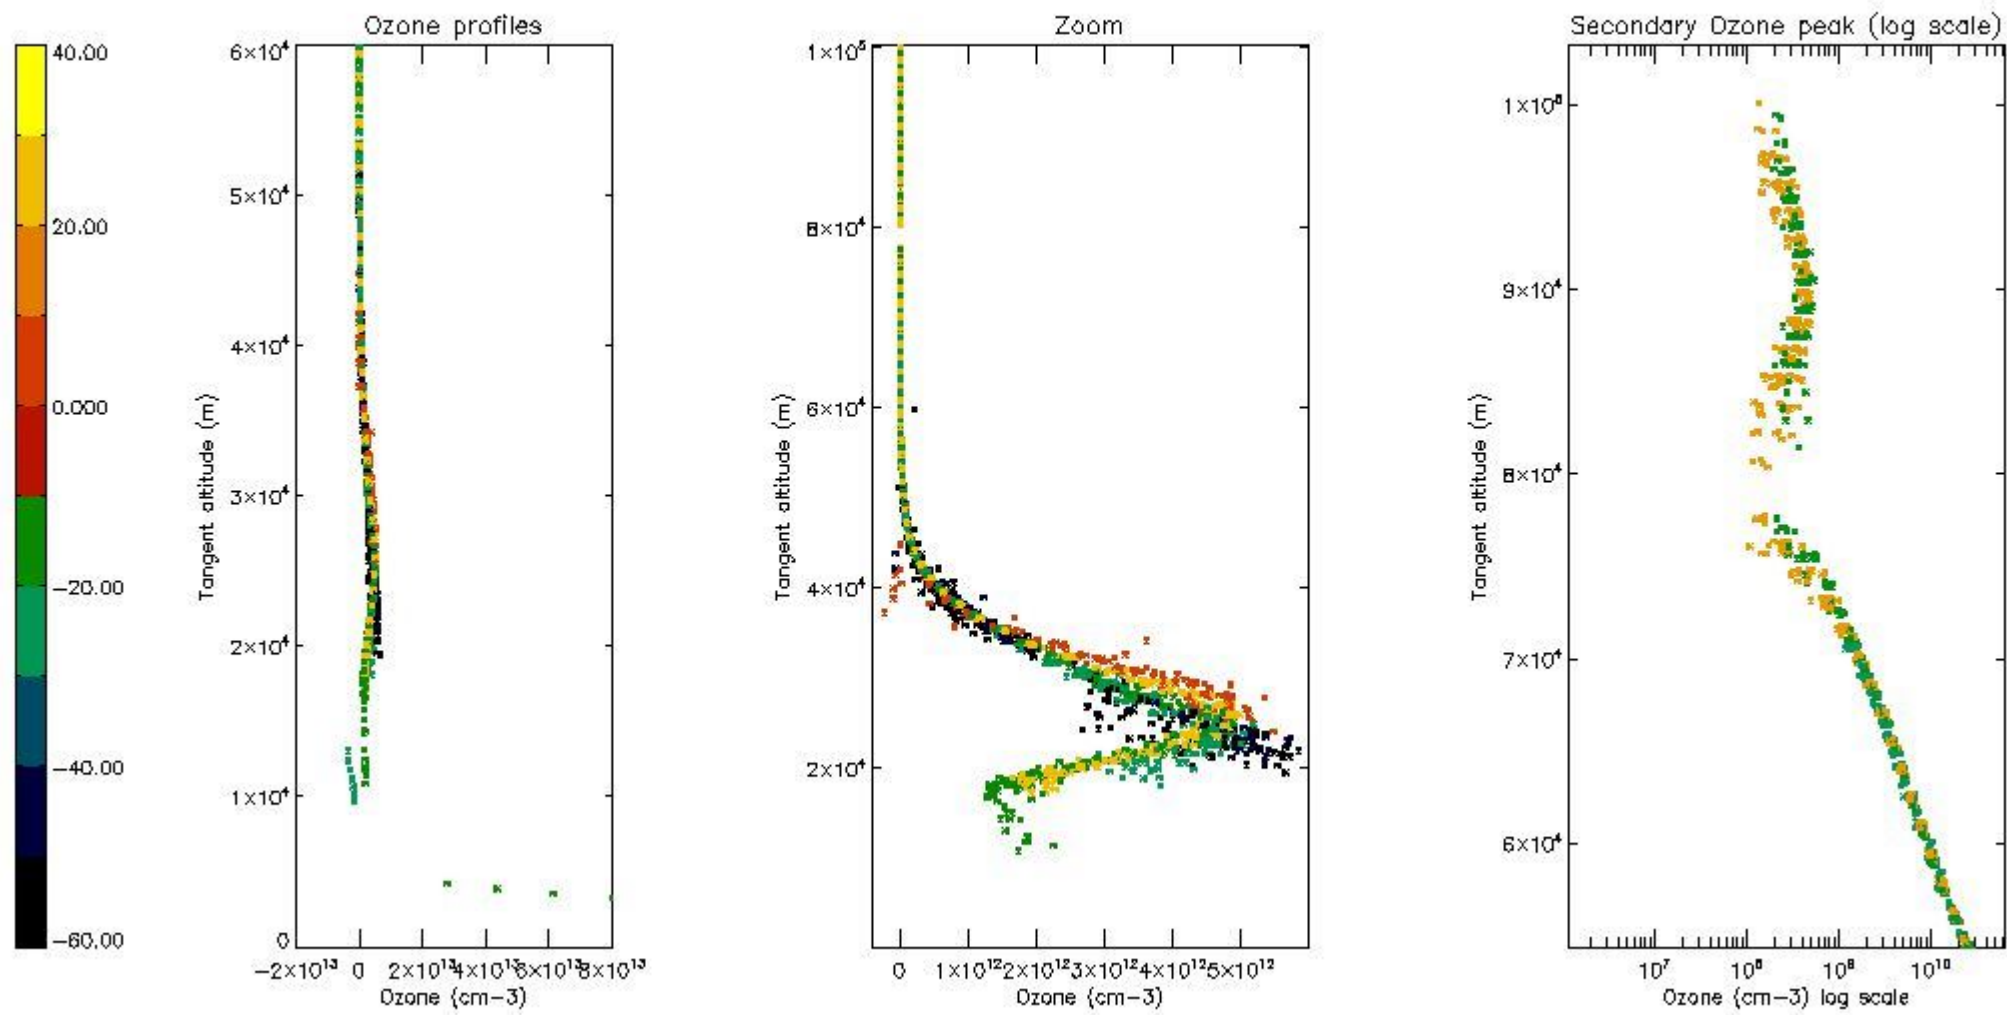 Ozone profiles
Zoom
Secondary Ozone peak (log scale)
40.00
20.00
0.000
−20.00
−40.00
−60.00
6×10⁴
5×10⁴
4×10⁴
3×10⁴
2×10⁴
1×10⁴
0
Tangent altitude (m)
−2×10¹³ 0 2×10¹³ 4×10¹³ 6×10¹³ 8×10¹³
Ozone (cm−3)
1×10⁵
8×10⁴
6×10⁴
4×10⁴
2×10⁴
Tangent altitude (m)
0 1×10¹² 2×10¹² 3×10¹² 4×10¹² 5×10¹²
Ozone (cm−3)
1×10⁵
9×10⁴
8×10⁴
7×10⁴
6×10⁴
Tangent altitude (m)
10⁷ 10⁸ 10⁹ 10¹⁰
Ozone (cm−3) log scale